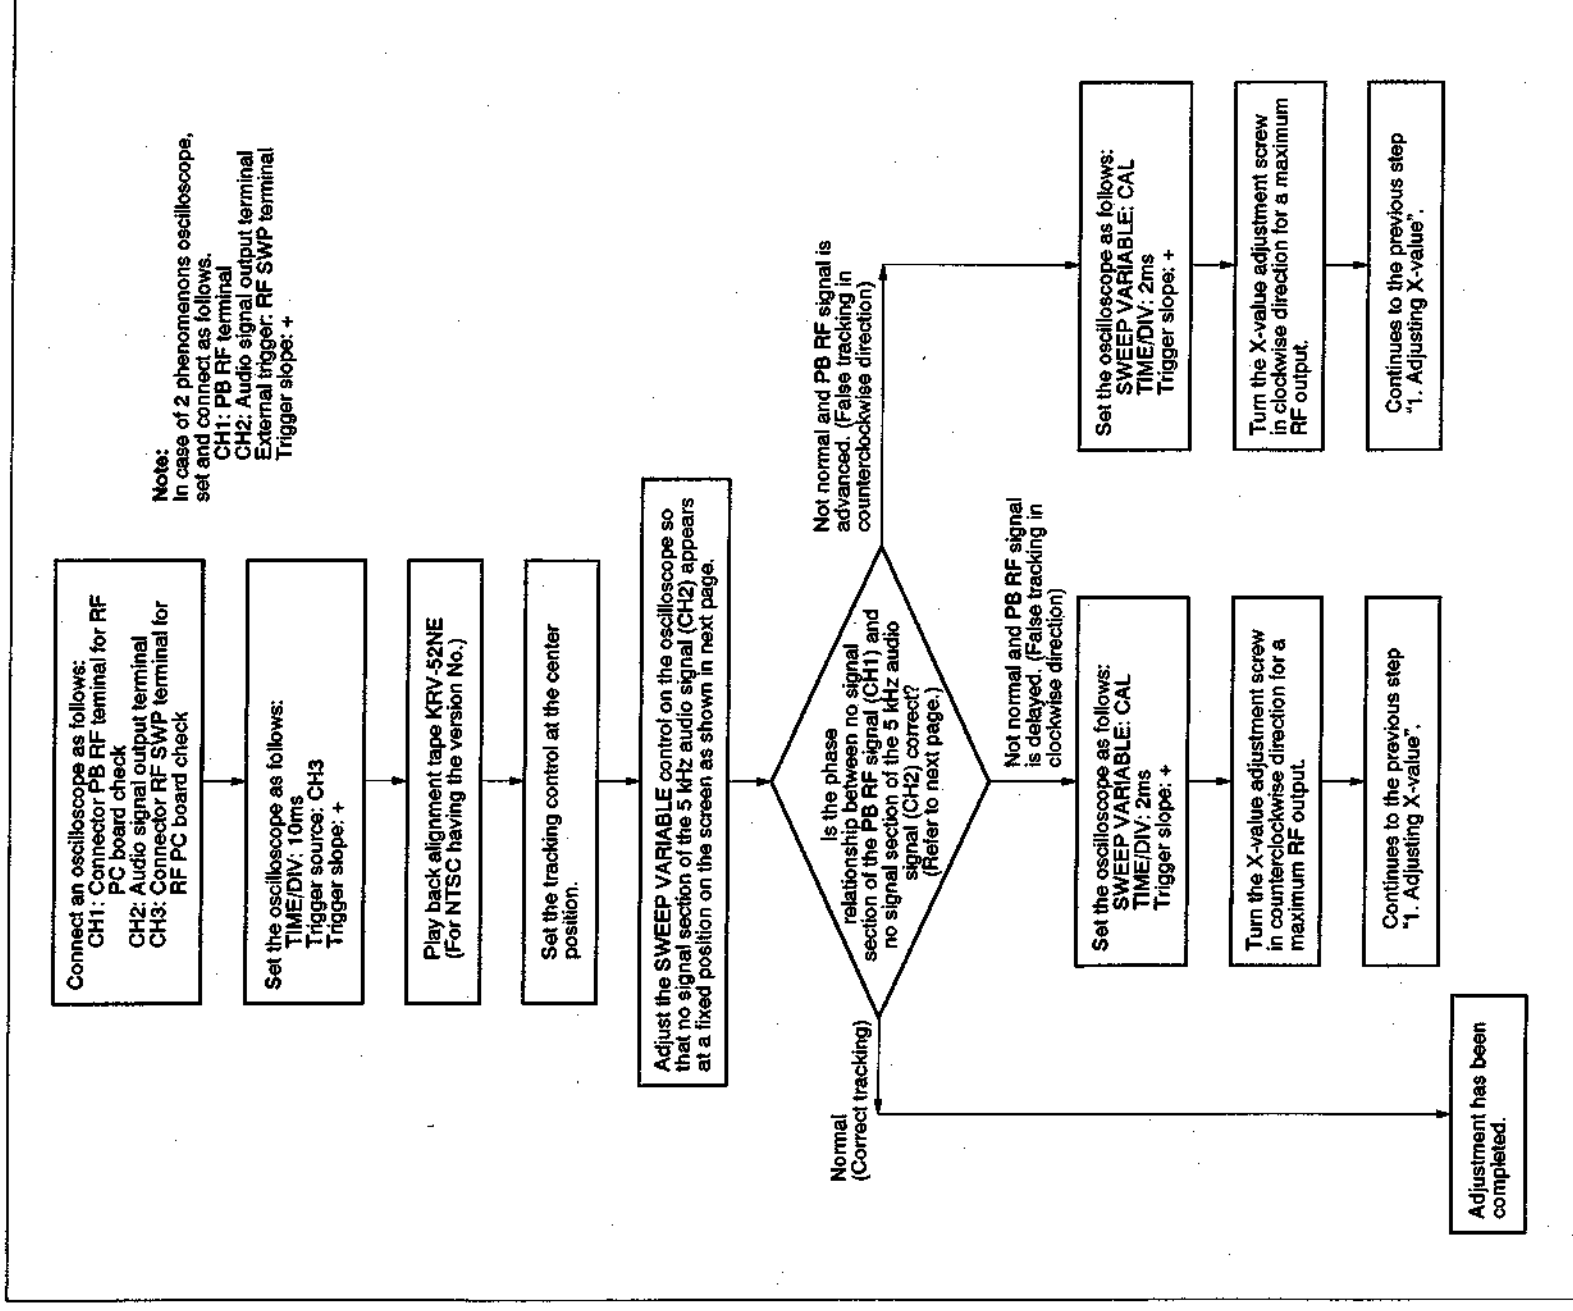 Connect an oscilloscope as follows:
CH1: Connector PB RF terminal for RF
PC board check
CH2: Audio signal output terminal
CH3: Connector RF SWP terminal for
RF PC board check
Note:
In case of 2 phenomenons oscilloscope,
set and connect as follows.
CH1: PB RF terminal
CH2: Audio signal output terminal
External trigger: RF SWP terminal
Trigger slope: +
Set the oscilloscope as follows:
TIME/DIV: 10ms
Trigger source: CH3
Trigger slope: +
Play back alignment tape KRV-52NE
(For NTSC having the version No.)
Set the tracking control at the center
position.
Adjust the SWEEP VARIABLE control on the oscilloscope so
that no signal section of the 5 kHz audio signal (CH2) appears
at a fixed position on the screen as shown in next page.
Is the phase
relationship between no signal
section of the PB RF signal (CH1) and
no signal section of the 5 kHz audio
signal (CH2) correct?
(Refer to next page.)
Normal
(Correct tracking)
Adjustment has been
completed.
Not normal and PB RF signal
is delayed. (False tracking in
clockwise direction)
Set the oscilloscope as follows:
SWEEP VARIABLE: CAL
TIME/DIV: 2ms
Trigger slope: +
Turn the X-value adjustment screw
in counterclockwise direction for a
maximum RF output.
Continues to the previous step
"1. Adjusting X-value".
Not normal and PB RF signal is
advanced. (False tracking in
counterclockwise direction)
Set the oscilloscope as follows:
SWEEP VARIABLE: CAL
TIME/DIV: 2ms
Trigger slope: +
Turn the X-value adjustment screw
in clockwise direction for a maximum
RF output.
Continues to the previous step
"1. Adjusting X-value".